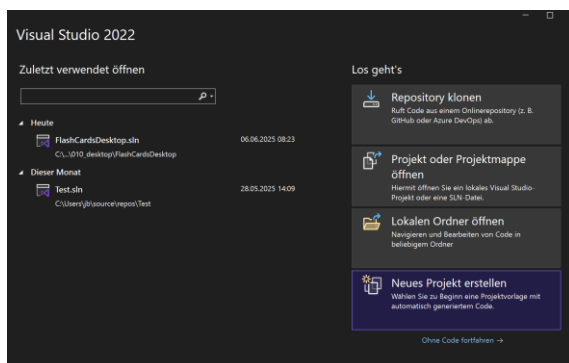 Visual Studio 2022
Zuletzt verwendet öffnen
Heute
FlashCardsDesktop.sln 06.06.2025 08:23
C:\...\010_desktop\FlashCardsDesktop
Dieser Monat
Test.sln 28.05.2025 14:09
C:\Users\jb\source\repos\Test
Los geht's
Repository klonen
Ruft Code aus einem Onlinerepository (z. B.
GitHub oder Azure DevOps) ab.
Projekt oder Projektmappe
öffnen
Hiermit öffnen Sie ein lokales Visual Studio-
Projekt oder eine SLN-Datei.
Lokalen Ordner öffnen
Navigieren und Bearbeiten von Code in
beliebigem Ordner
Neues Projekt erstellen
Wählen Sie zu Beginn eine Projektvorlage mit
automatisch generiertem Code.
Ohne Code fortfahren →